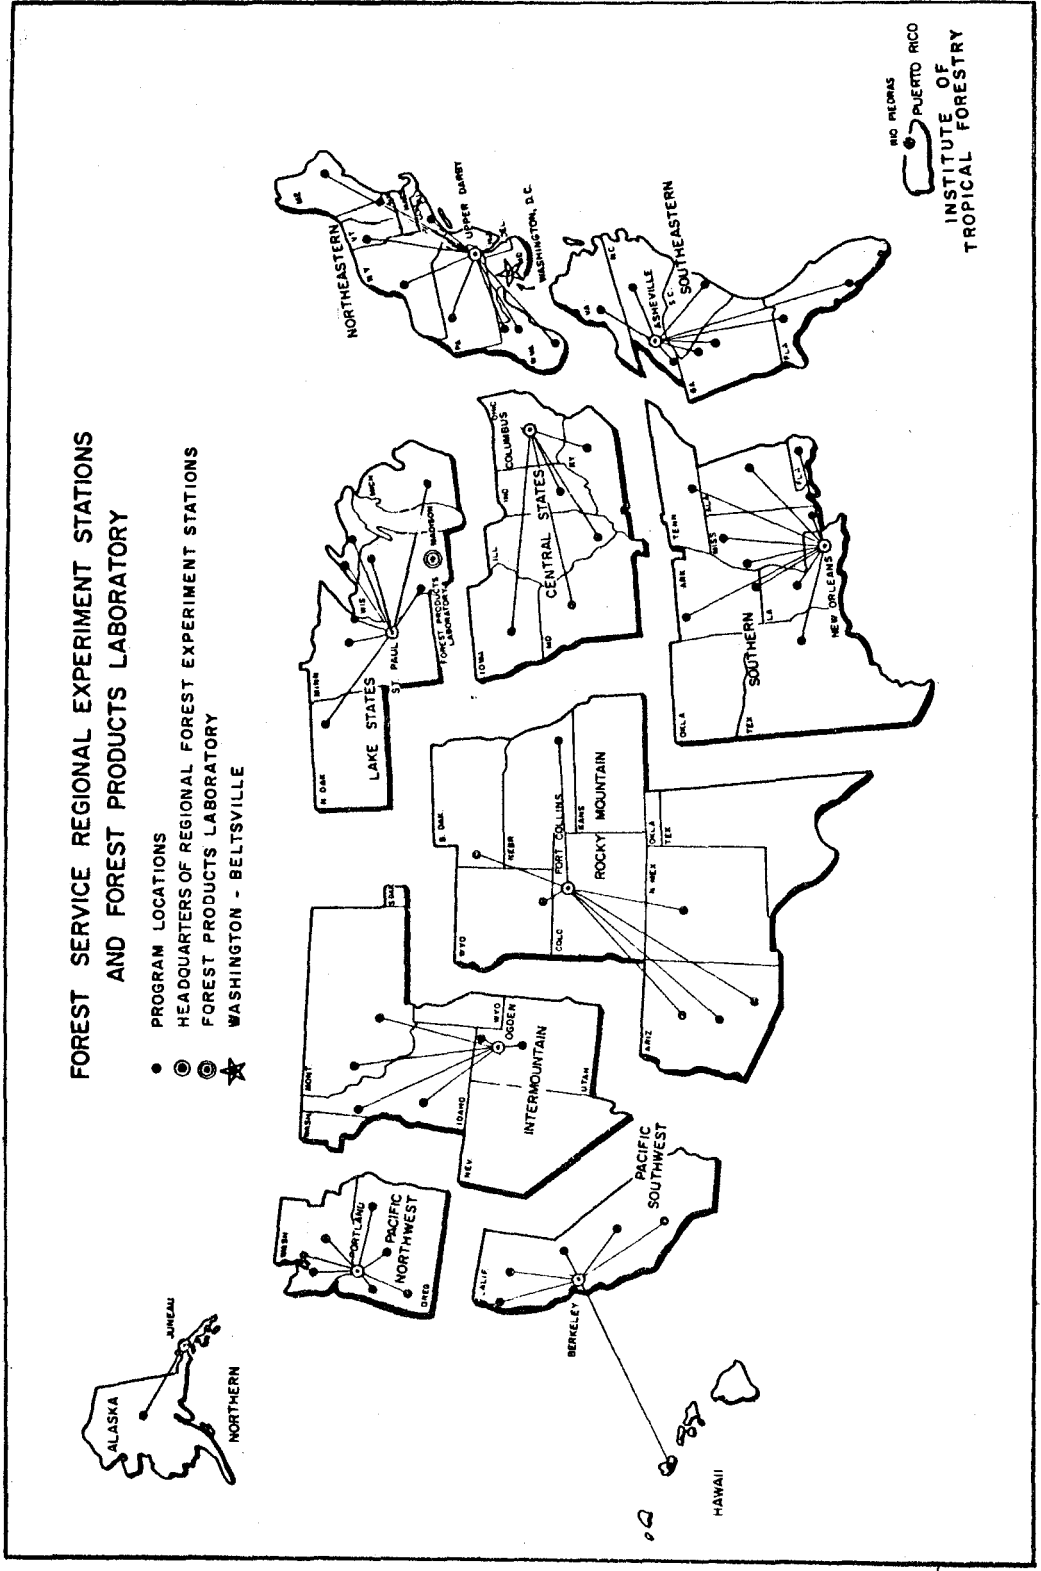 FOREST SERVICE REGIONAL EXPERIMENT STATIONS
AND FOREST PRODUCTS LABORATORY
PROGRAM LOCATIONS
HEADQUARTERS OF REGIONAL FOREST EXPERIMENT STATIONS
FOREST PRODUCTS LABORATORY
WASHINGTON - BELTSVILLE
ALASKA
JUNEAU
NORTHERN
WASH
PORTLAND
PACIFIC
NORTHWEST
OREG
CALIF
BERKELEY
PACIFIC
SOUTHWEST
HAWAII
WASH
MONT
S DAK
IDAHO
WYO
OGDEN
NEV
INTERMOUNTAIN
UTAH
S. DAK
NEBR
WYO
FORT COLLINS
COLO
KANS
ROCKY MOUNTAIN
OKLA
TEX
N MEX
ARIZ
N DAK
MINN
WIS
MICH
LAKE STATES
ST. PAUL
MADISON
FOREST PRODUCTS
LABORATORY
IOWA
ILL
IND
OHIO
COLUMBUS
CENTRAL STATES
MO
KY
OKLA
TEX
ARK
LA
TENN
MISS
ALA
FLA
SOUTHERN
NEW ORLEANS
NORTHEASTERN
ME
VT
N Y
PA
UPPER DARBY
DEL
W VA
WASHINGTON, D.C.
VA
N C
ASHEVILLE
S C
SOUTHEASTERN
GA
FLA
RIO PIEDRAS
PUERTO RICO
INSTITUTE OF
TROPICAL FORESTRY